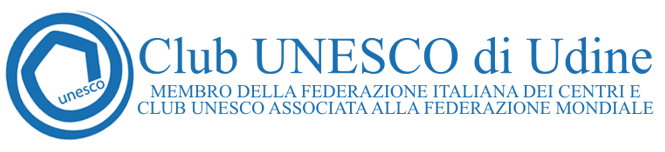 unesco
Club UNESCO di Udine
MEMBRO DELLA FEDERAZIONE ITALIANA DEI CENTRI E
CLUB UNESCO ASSOCIATA ALLA FEDERAZIONE MONDIALE